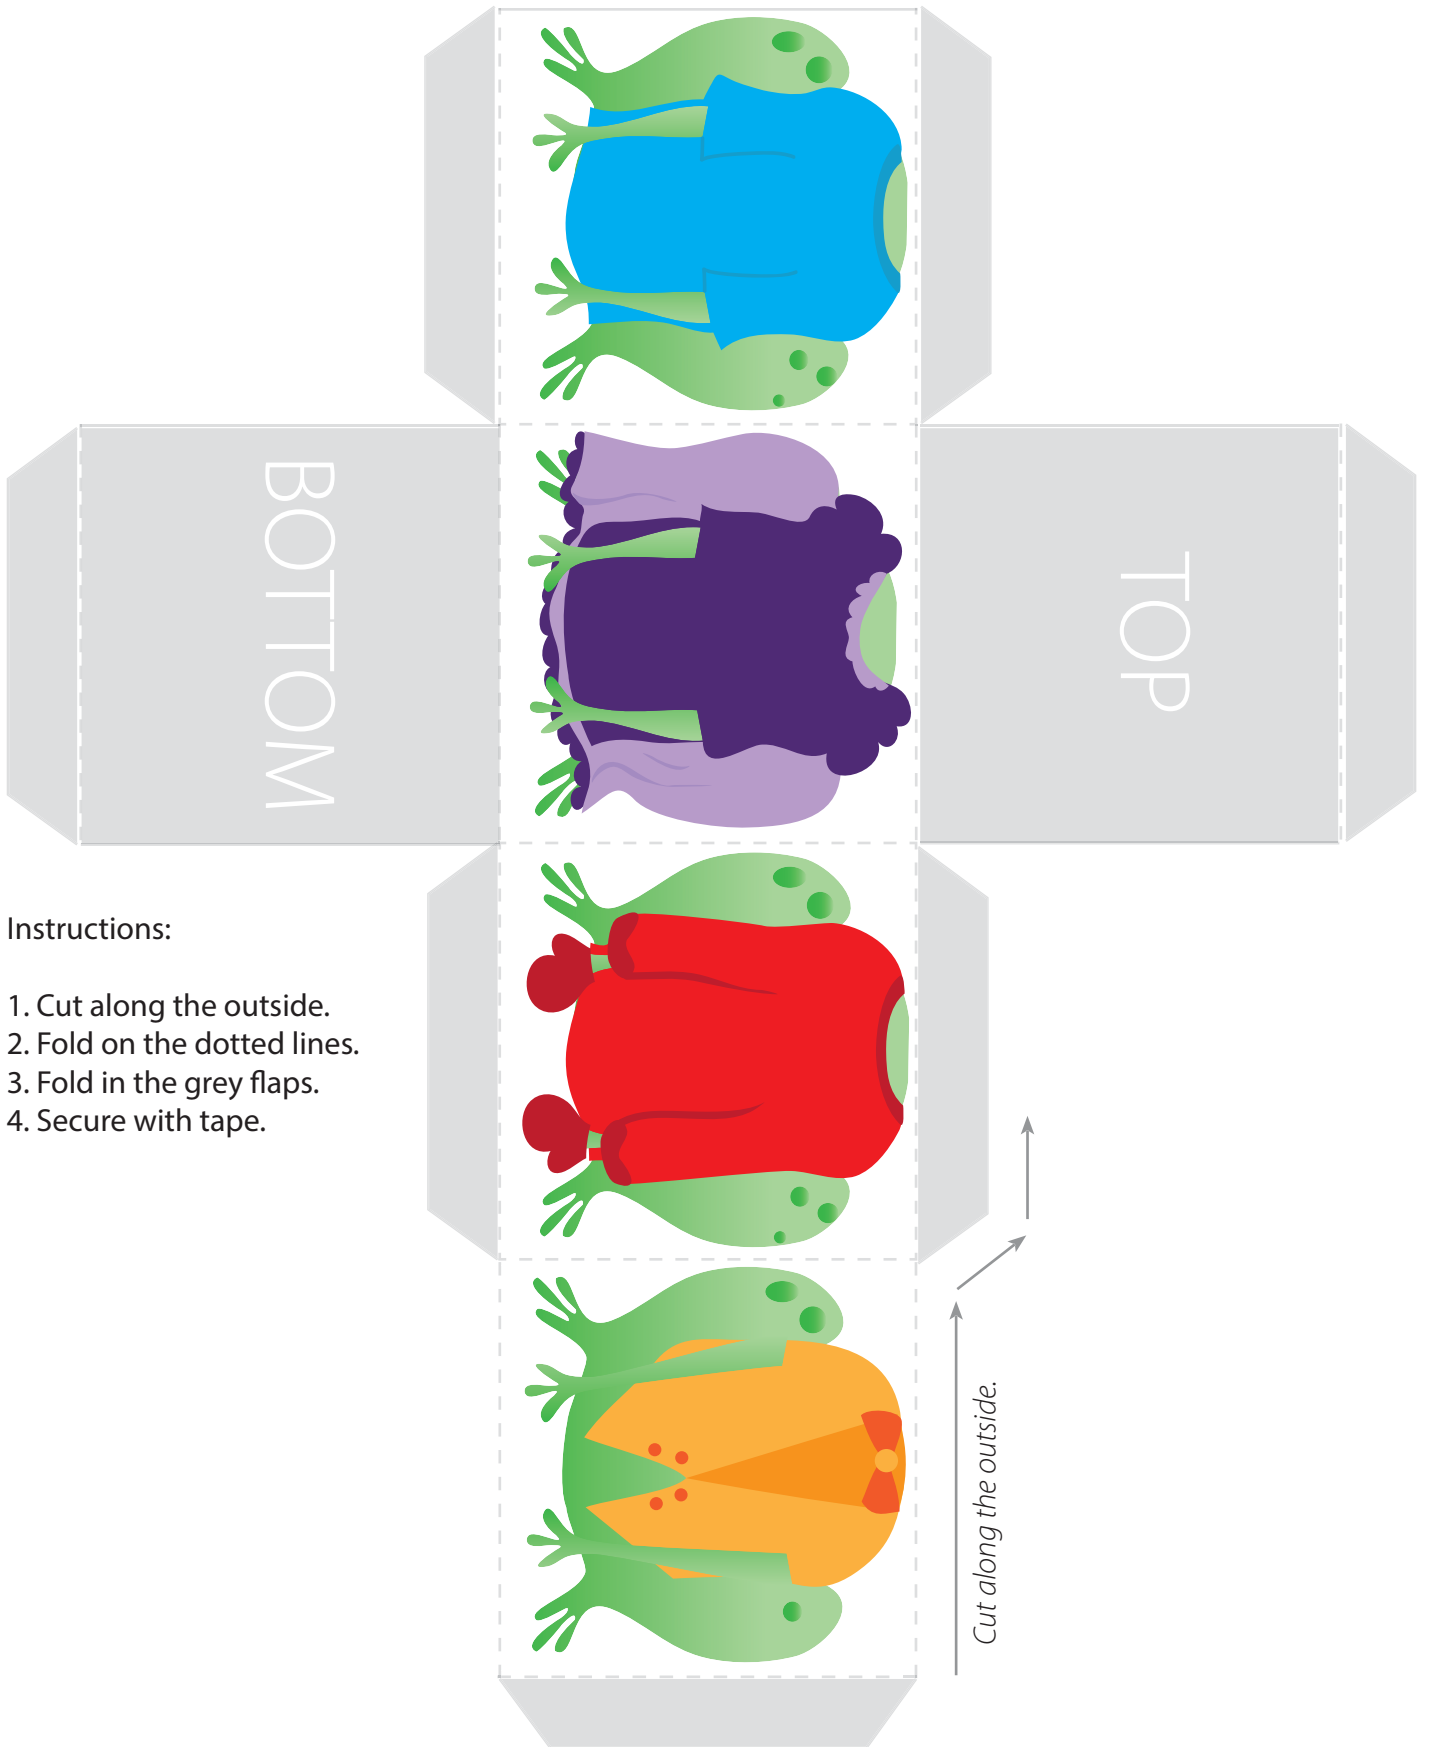 BOTTOM
TOP
Instructions:
1. Cut along the outside.
2. Fold on the dotted lines.
3. Fold in the grey flaps.
4. Secure with tape.
Cut along the outside.